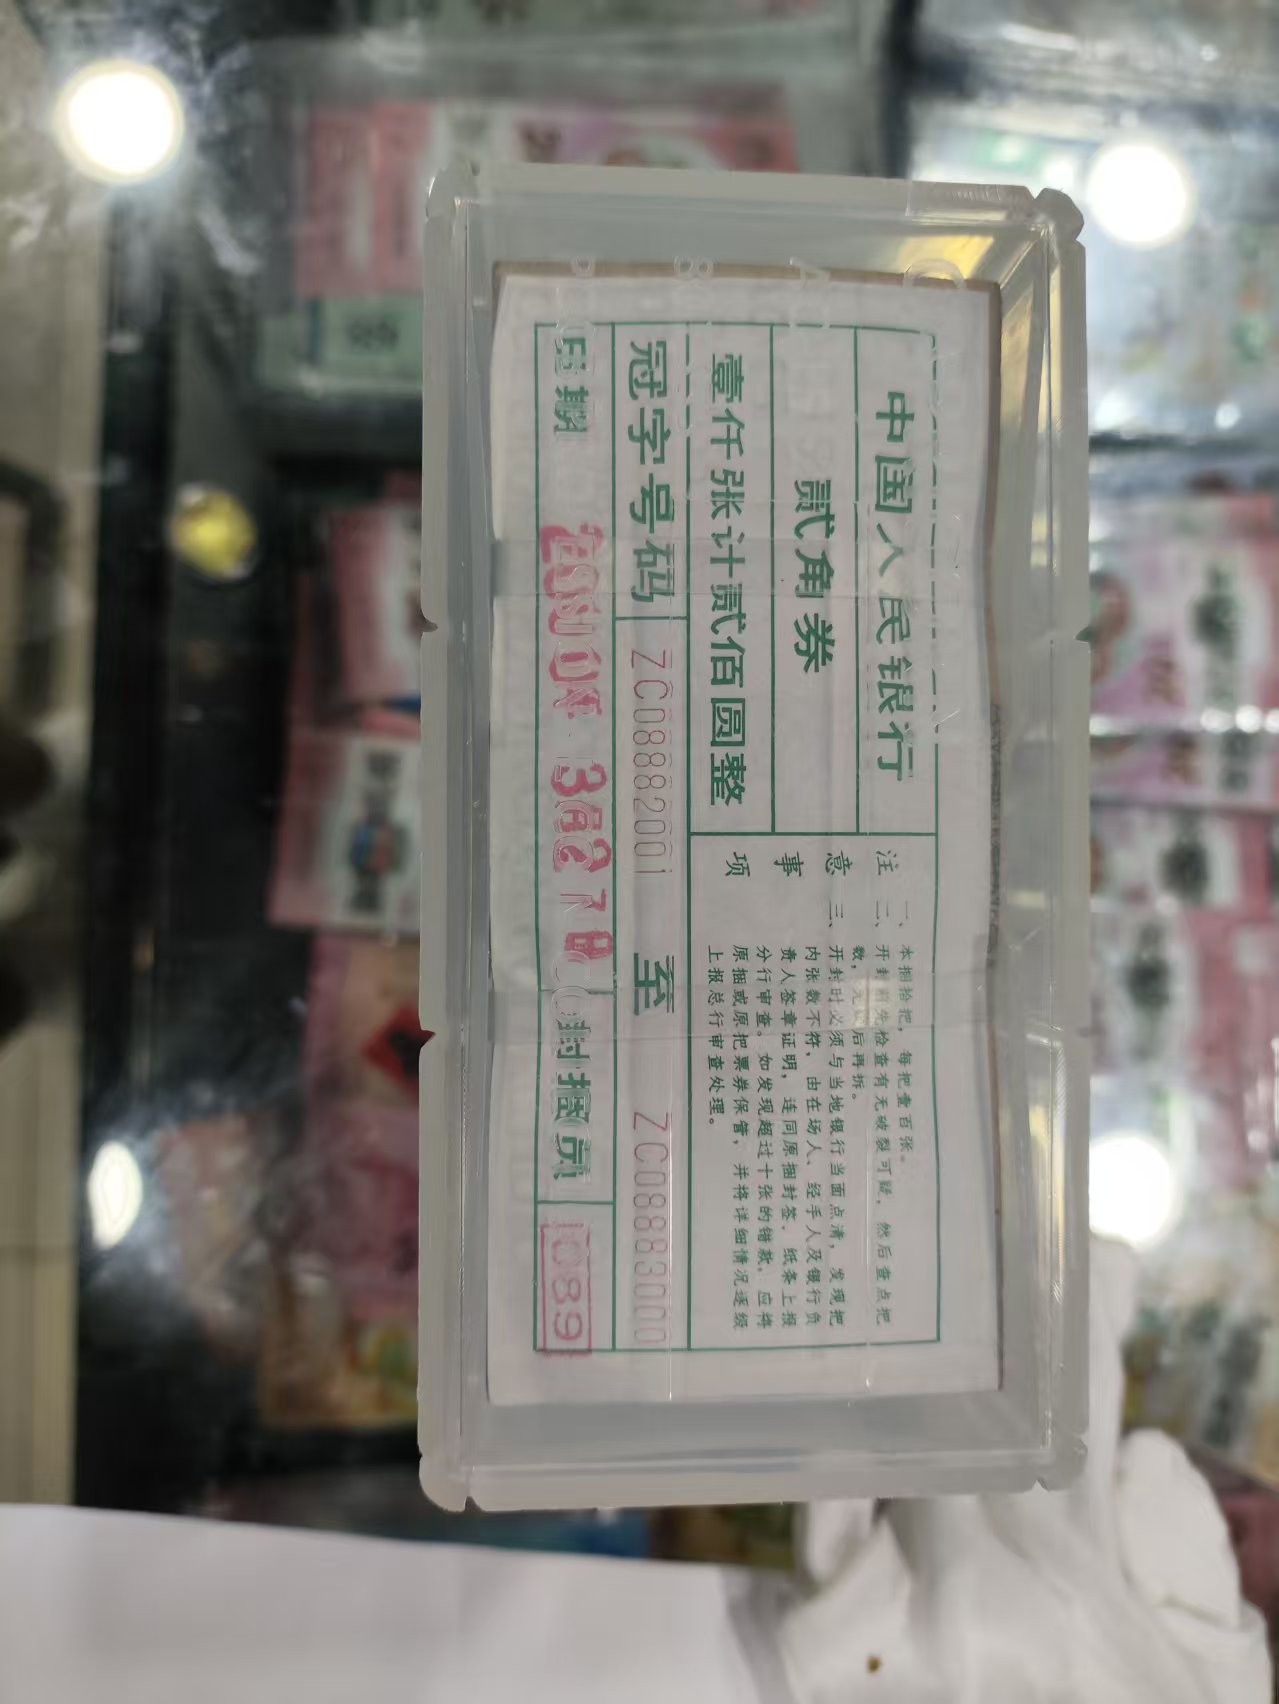 中国人民银行
贰角券
壹仟张计贰佰圆整
注意事项
一、本捆拾把，每把壹百张。
二、开封前先检查有无破裂可疑，然后查点把
数，无误后再拆。
三、开封时必须与当地银行当面点清，发现把
内张数不符，由在场人、经手人及银行负
责人签章证明，连同原捆封签，纸条上报
分行审查。如发现超过十张的错款，应将
原捆或原把票券保管，并将详细情况逐级
上报总行审查处理。
冠字号码 ZC08882001 至 ZC08883000
日期
封捆员 1089